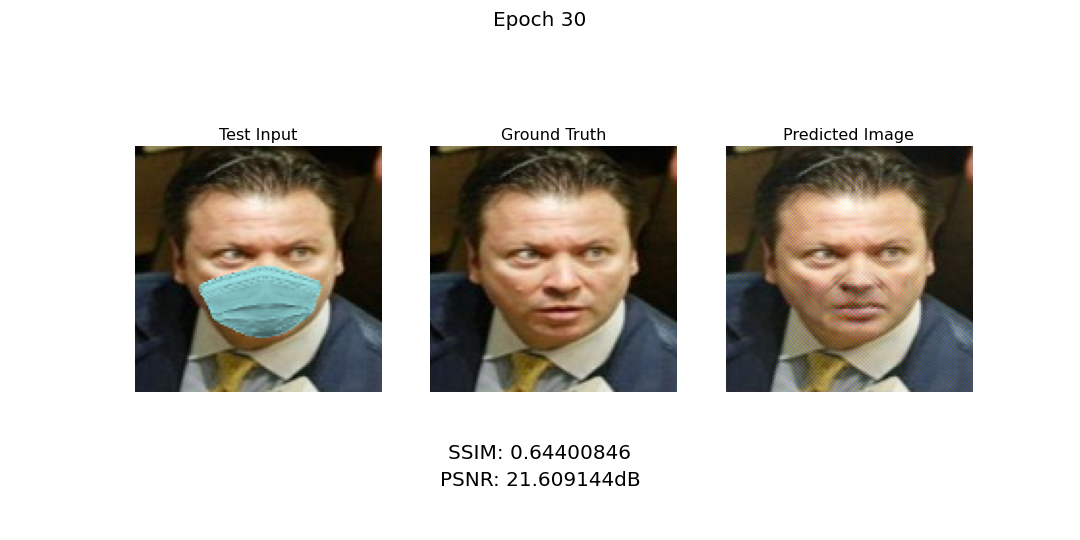 Epoch 30
Test Input
Ground Truth
Predicted Image
SSIM: 0.64400846
PSNR: 21.609144dB